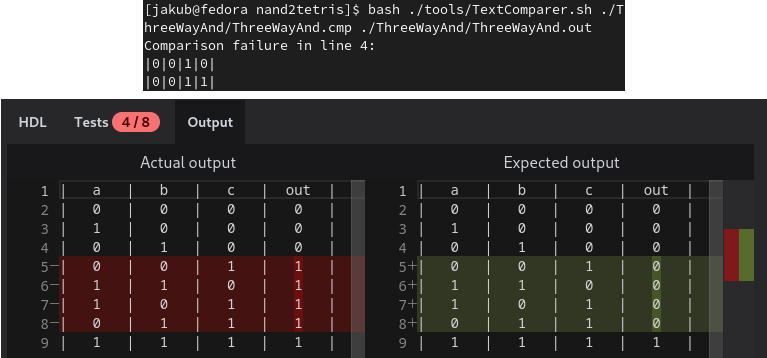 [jakub@fedora nand2tetris]$ bash ./tools/TextComparer.sh ./T
hreeWayAnd/ThreeWayAnd.cmp ./ThreeWayAnd/ThreeWayAnd.out
Comparison failure in line 4:
|0|0|1|0|
|0|0|1|1|
HDL Tests 4 / 8 Output
Actual output
1 | a | b | c | out |
2 | 0 | 0 | 0 | 0 |
3 | 1 | 0 | 0 | 0 |
4 | 0 | 1 | 0 | 0 |
5− | 0 | 0 | 1 | 1 |
6− | 1 | 1 | 0 | 1 |
7− | 1 | 0 | 1 | 1 |
8− | 0 | 1 | 1 | 1 |
9 | 1 | 1 | 1 | 1 |
Expected output
1 | a | b | c | out |
2 | 0 | 0 | 0 | 0 |
3 | 1 | 0 | 0 | 0 |
4 | 0 | 1 | 0 | 0 |
5+ | 0 | 0 | 1 | 0 |
6+ | 1 | 1 | 0 | 0 |
7+ | 1 | 0 | 1 | 0 |
8+ | 0 | 1 | 1 | 0 |
9 | 1 | 1 | 1 | 1 |